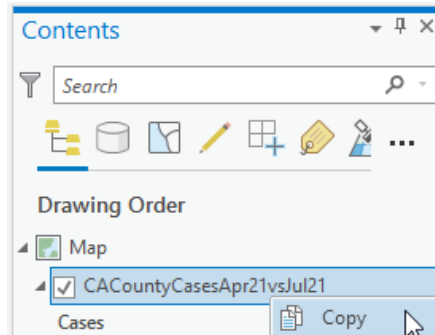 Contents
Search
Drawing Order
Map
CACountyCasesApr21vsJul21
Cases
Copy